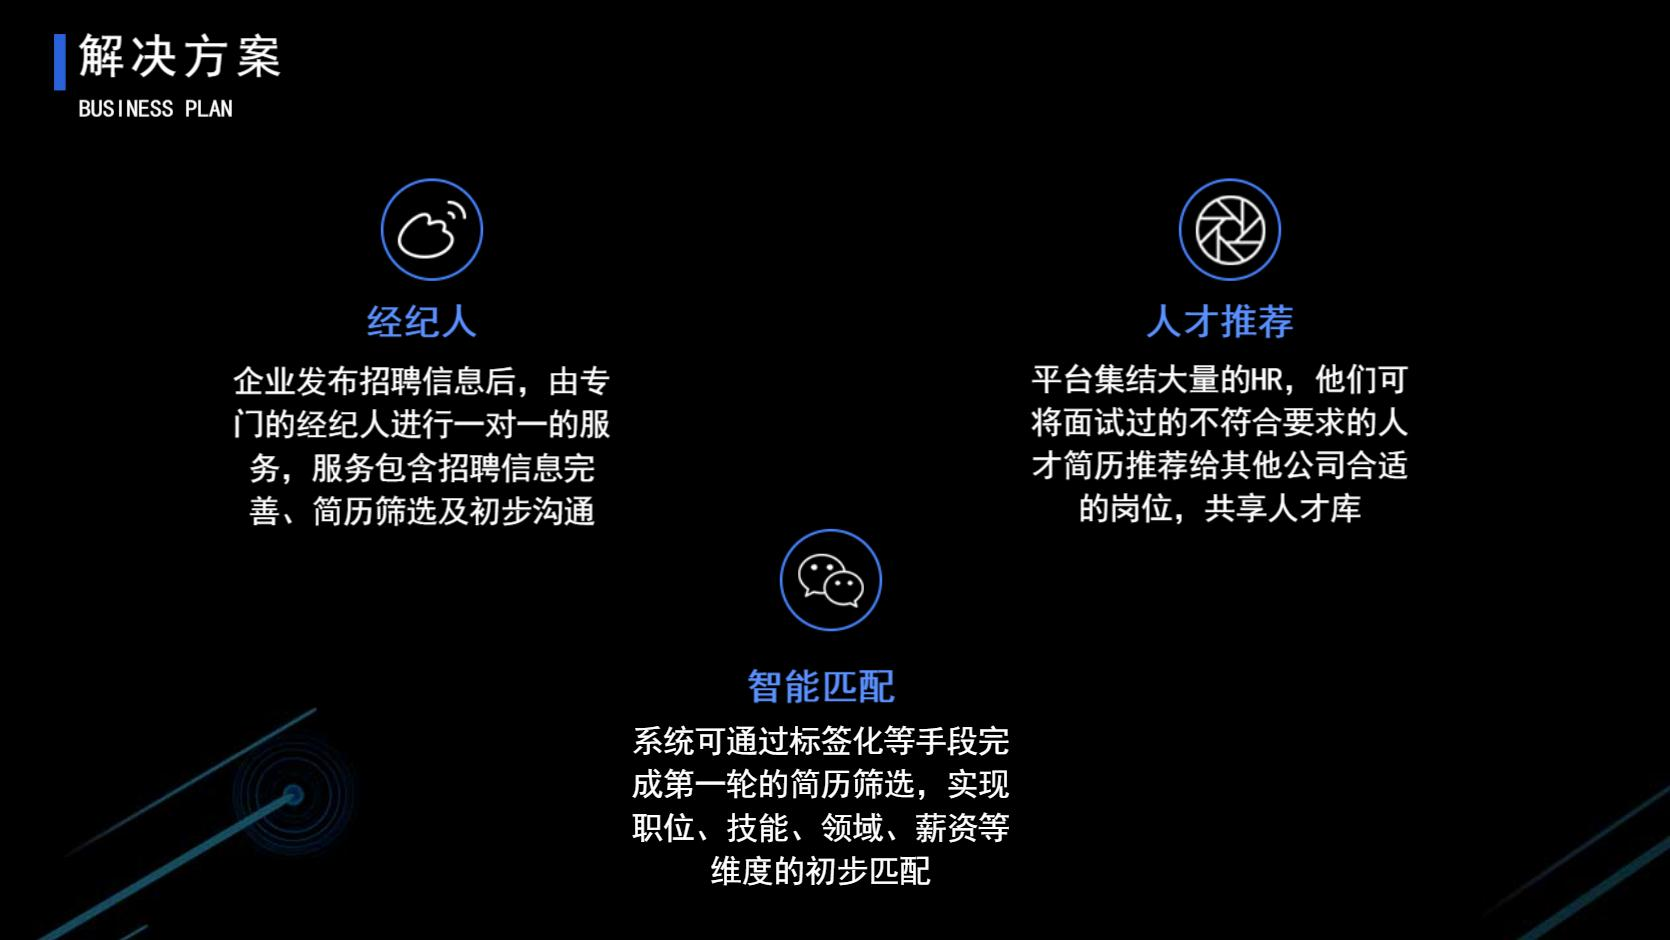 解决方案
BUSINESS PLAN
经纪人
企业发布招聘信息后，由专
门的经纪人进行一对一的服
务，服务包含招聘信息完
善、简历筛选及初步沟通
人才推荐
平台集结大量的HR，他们可
将面试过的不符合要求的人
才简历推荐给其他公司合适
的岗位，共享人才库
智能匹配
系统可通过标签化等手段完
成第一轮的简历筛选，实现
职位、技能、领域、薪资等
维度的初步匹配